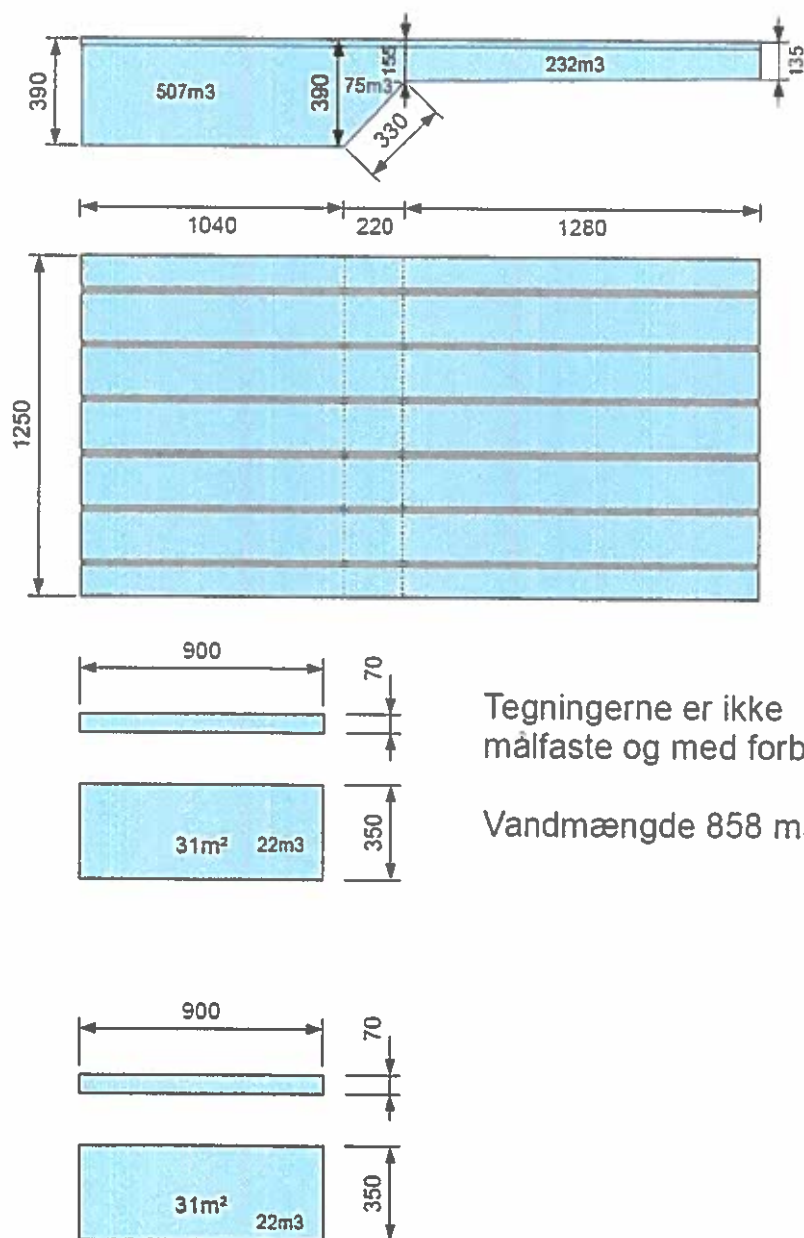 390
507m3
390
75m3
155
330
232m3
135
1040
220
1280
1250
900
70
31m² 22m3
350
Tegningerne er ikke
målfaste og med forb
Vandmængde 858 m
900
70
31m²
22m3
350